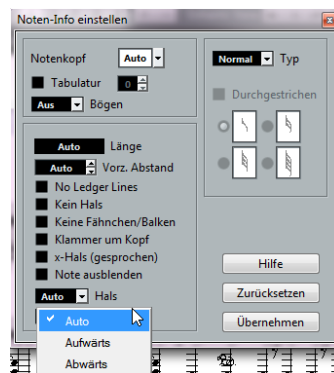 Noten-Info einstellen
Notenkopf Auto
Tabulatur 0
Aus Bögen
Normal Typ
Durchgestrichen
Auto Länge
Auto Vorz. Abstand
No Ledger Lines
Kein Hals
Keine Fähnchen/Balken
Klammer um Kopf
x-Hals (gesprochen)
Note ausblenden
Auto Hals
Auto
Aufwärts
Abwärts
Hilfe
Zurücksetzen
Übernehmen